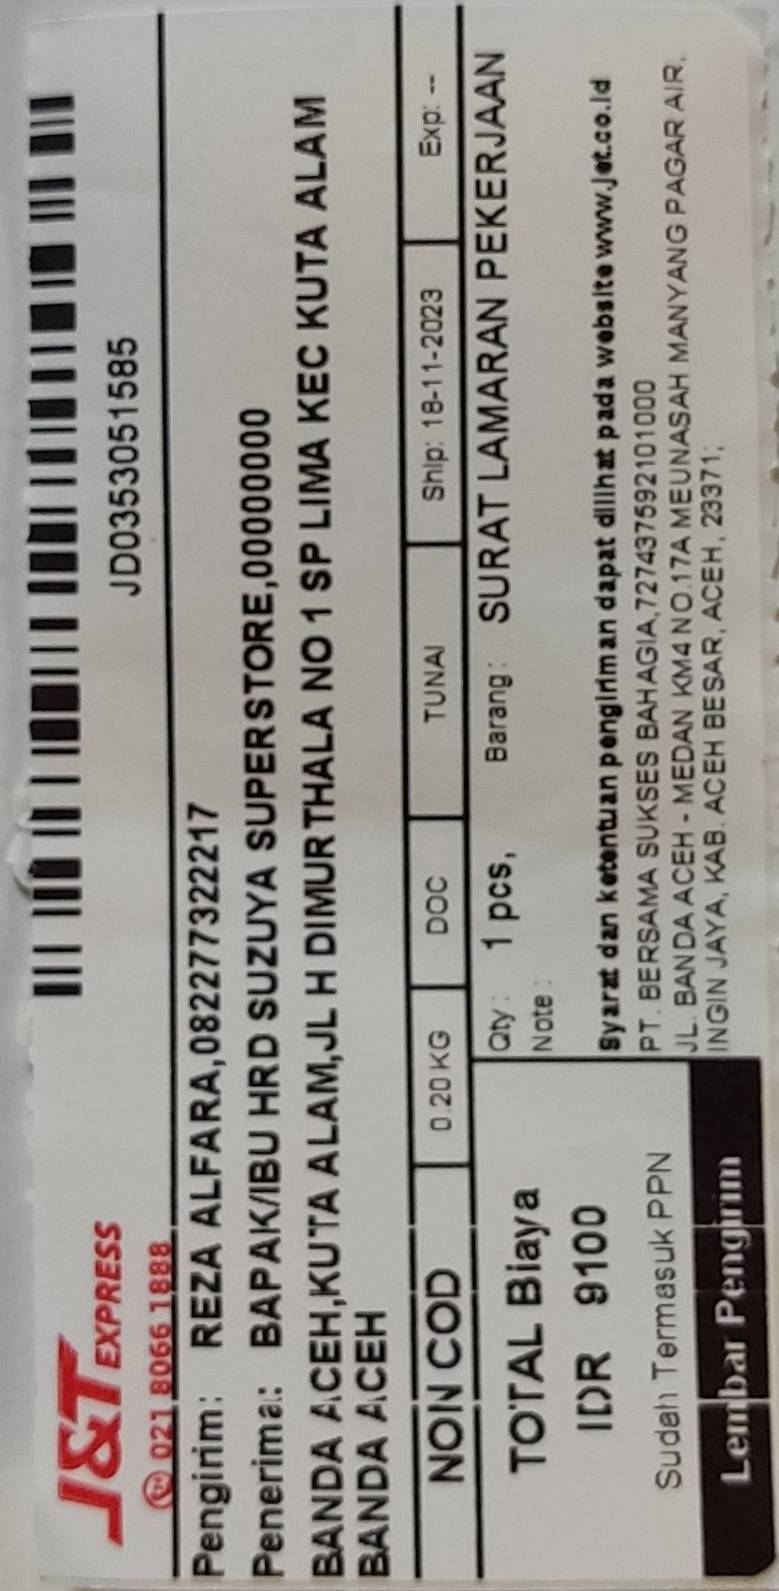 J&T EXPRESS
021 8066 1888
JD0353051585
Pengirim: REZA ALFARA,082277322217
Penerima: BAPAK/IBU HRD SUZUYA SUPERSTORE,00000000
BANDA ACEH,KUTA ALAM,JL H DIMURTHALA NO 1 SP LIMA KEC KUTA ALAM
BANDA ACEH
NON COD 0.20 KG DOC TUNAI Ship: 18-11-2023 Exp: --
TOTAL Biaya
IDR 9100
Sudah Termasuk PPN
Lembar Pengirim
Qty: 1 pcs, Barang: SURAT LAMARAN PEKERJAAN
Note :
Syarat dan ketentuan pengiriman dapat dilihat pada website www.jet.co.id
PT. BERSAMA SUKSES BAHAGIA,727437592101000
JL. BANDA ACEH - MEDAN KM4 NO.17A MEUNASAH MANYANG PAGAR AIR,
INGIN JAYA, KAB. ACEH BESAR, ACEH, 23371;